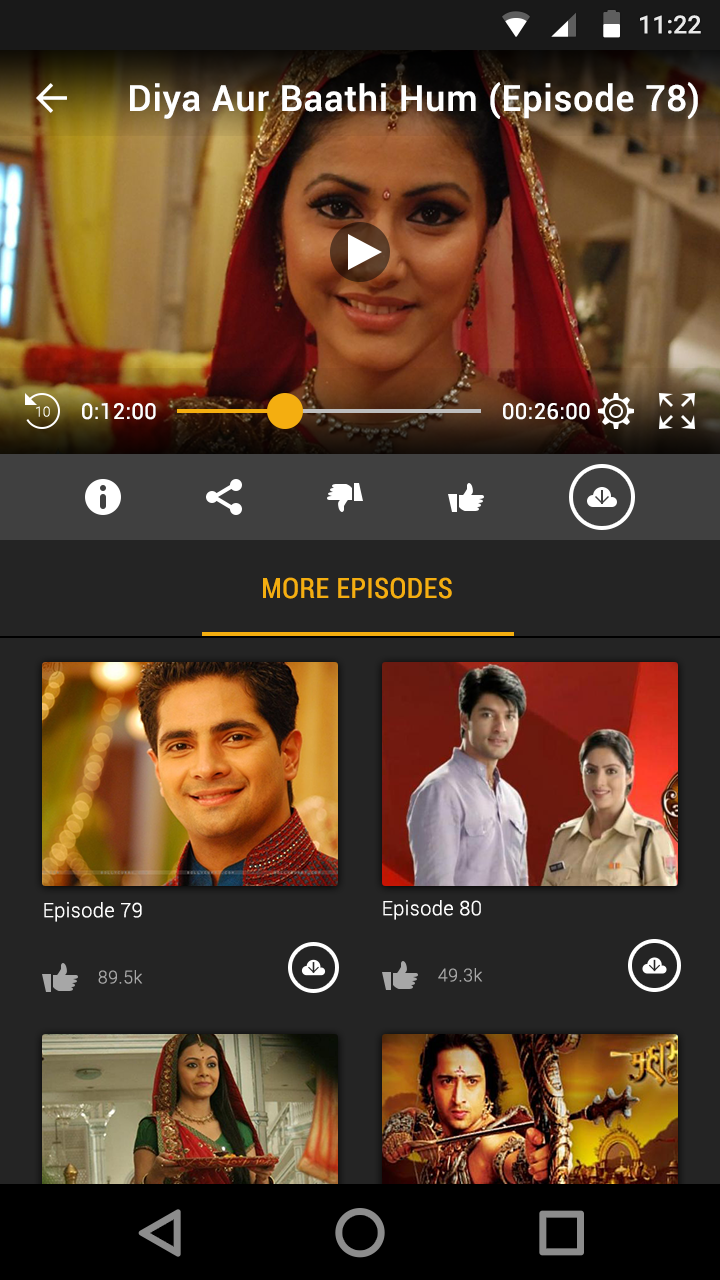 11:22
Diya Aur Baathi Hum (Episode 78)
10 0:12:00 00:26:00
MORE EPISODES
Episode 79
Episode 80
89.5k
49.3k